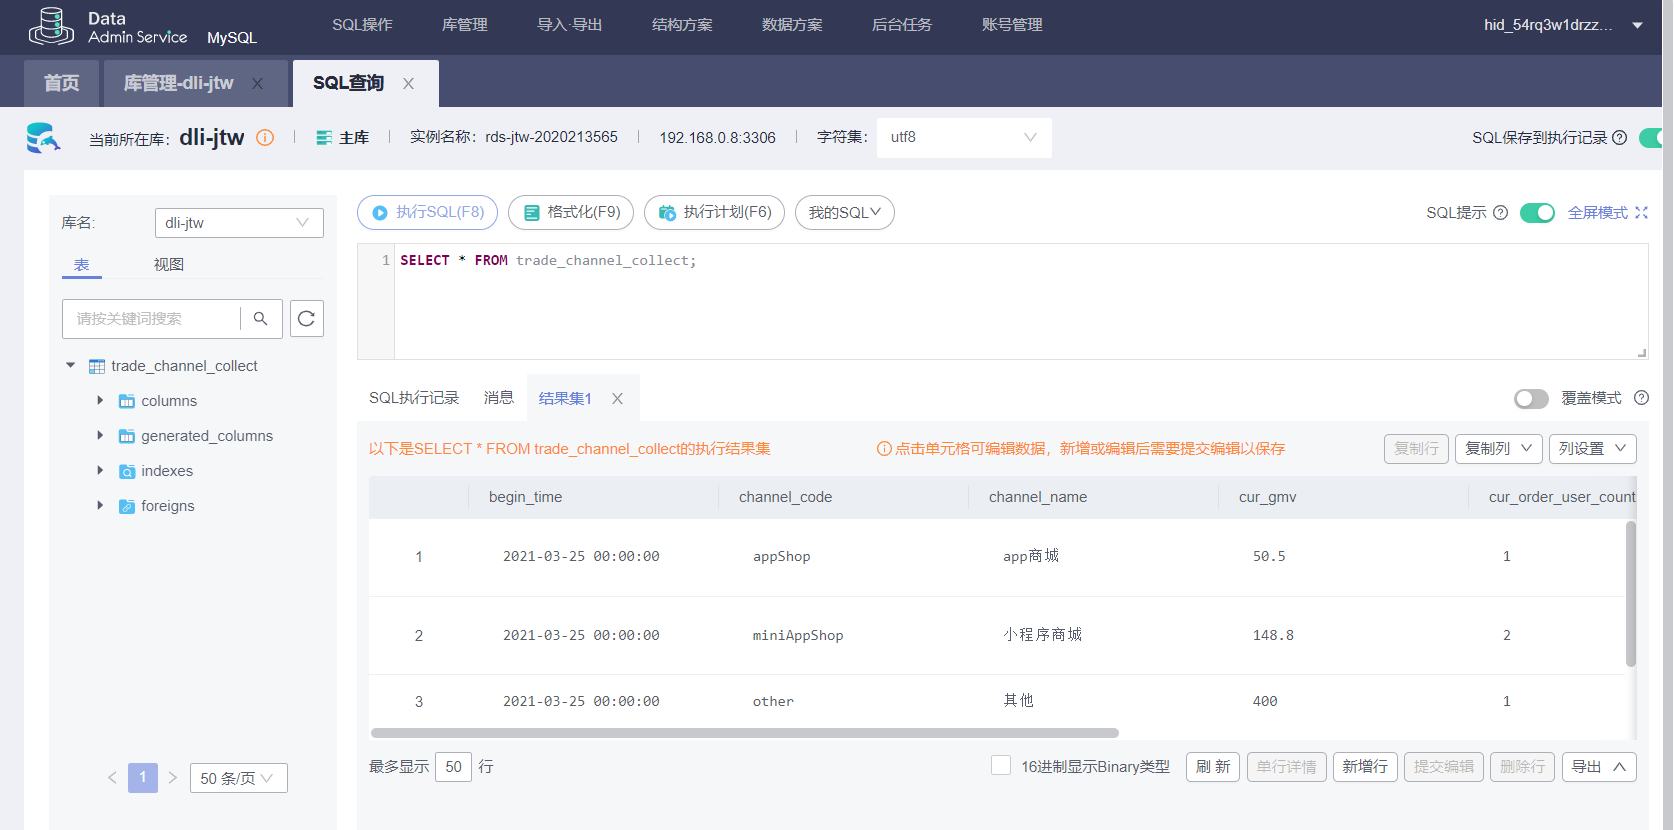 Data
Admin Service MySQL
SQL操作 库管理 导入·导出 结构方案 数据方案 后台任务 账号管理 hid_54rq3w1drzz...
首页 库管理-dli-jtw X SQL查询 X
当前所在库: dli-jtw 主库 实例名称: rds-jtw-2020213565 192.168.0.8:3306 字符集: utf8 SQL保存到执行记录
库名: dli-jtw
表 视图
请按关键词搜索
trade_channel_collect
columns
generated_columns
indexes
foreigns
< 1 > 50 条/页
执行SQL(F8) 格式化(F9) 执行计划(F6) 我的SQL SQL提示 全屏模式
1 SELECT * FROM trade_channel_collect;
SQL执行记录 消息 结果集1 X 覆盖模式
以下是SELECT * FROM trade_channel_collect的执行结果集 点击单元格可编辑数据，新增或编辑后需要提交编辑以保存 复制行 复制列 列设置
begin_time channel_code channel_name cur_gmv cur_order_user_count
1 2021-03-25 00:00:00 appShop app商城 50.5 1
2 2021-03-25 00:00:00 miniAppShop 小程序商城 148.8 2
3 2021-03-25 00:00:00 other 其他 400 1
最多显示 50 行 16进制显示Binary类型 刷 新 单行详情 新增行 提交编辑 删除行 导出